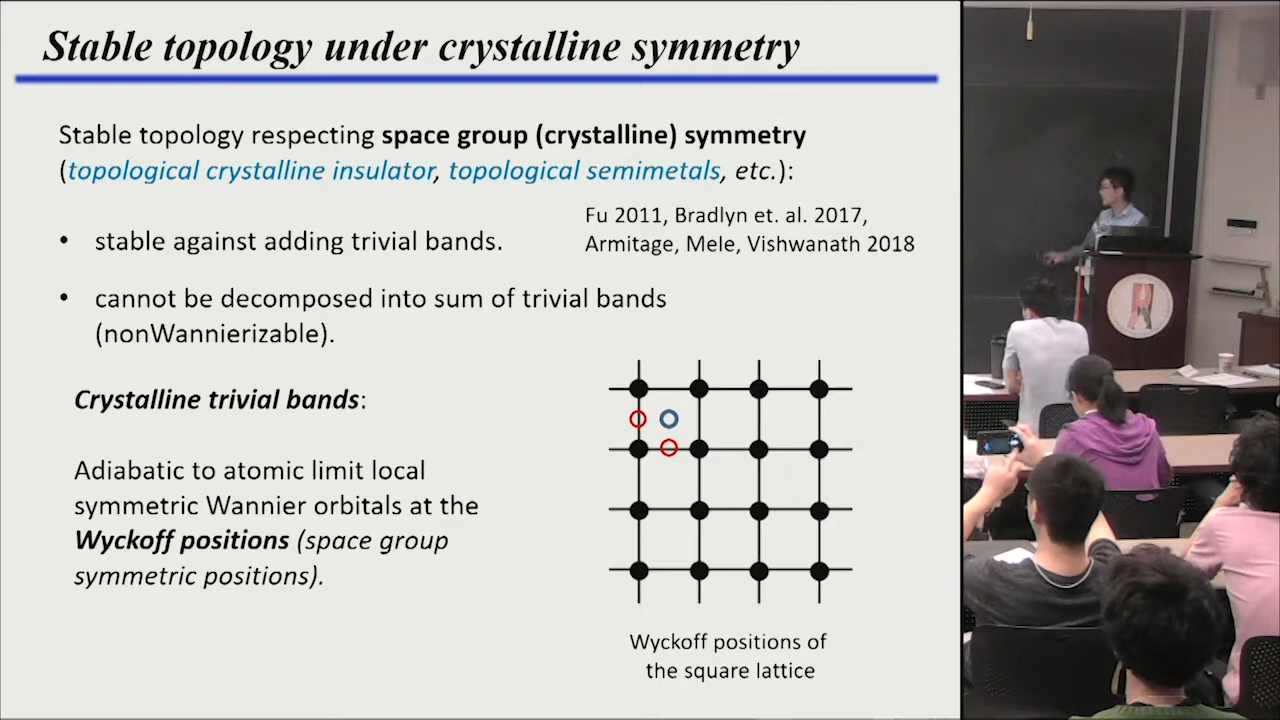 Stable topology under crystalline symmetry
Stable topology respecting space group (crystalline) symmetry
(topological crystalline insulator, topological semimetals, etc.):
Fu 2011, Bradlyn et. al. 2017,
Armitage, Mele, Vishwanath 2018
• stable against adding trivial bands.
• cannot be decomposed into sum of trivial bands
(nonWannierizable).
Crystalline trivial bands:
Adiabatic to atomic limit local
symmetric Wannier orbitals at the
Wyckoff positions (space group
symmetric positions).
Wyckoff positions of
the square lattice